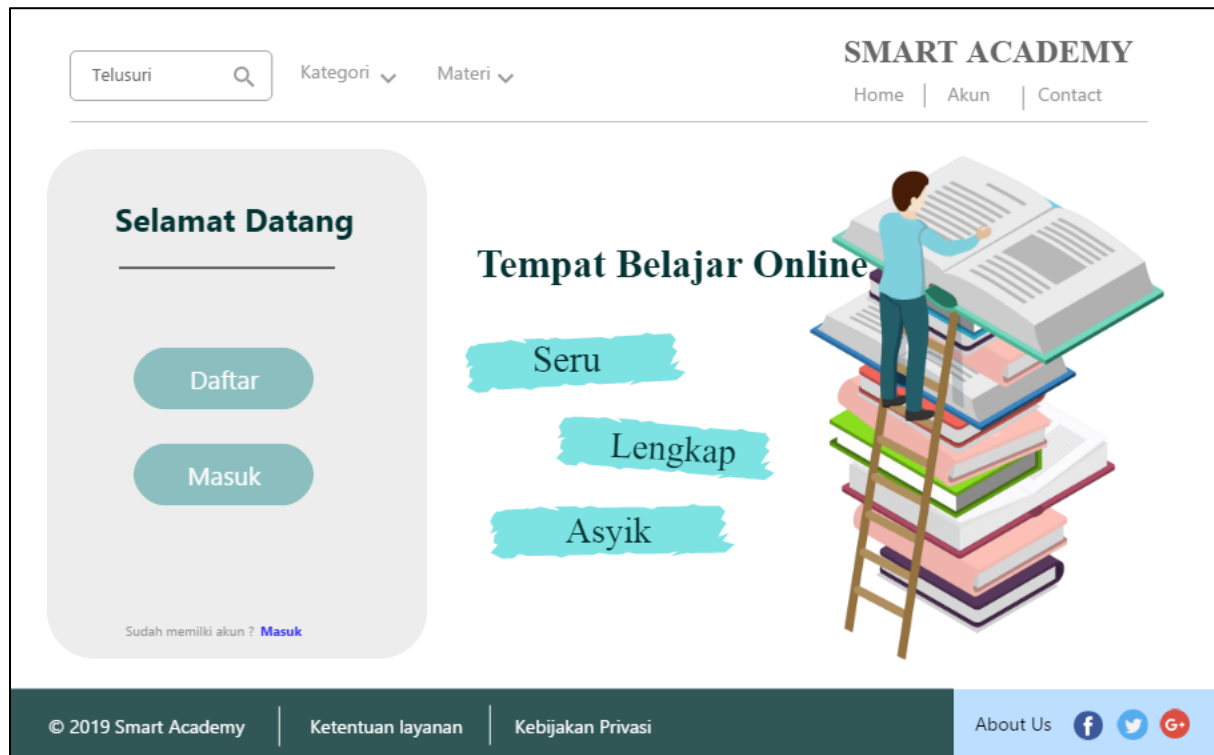 Telusuri
Kategori
Materi
SMART ACADEMY
Home | Akun | Contact
Selamat Datang
Daftar
Masuk
Sudah memilki akun ? Masuk
Tempat Belajar Online
Seru
Lengkap
Asyik
© 2019 Smart Academy
Ketentuan layanan
Kebijakan Privasi
About Us
f
G+